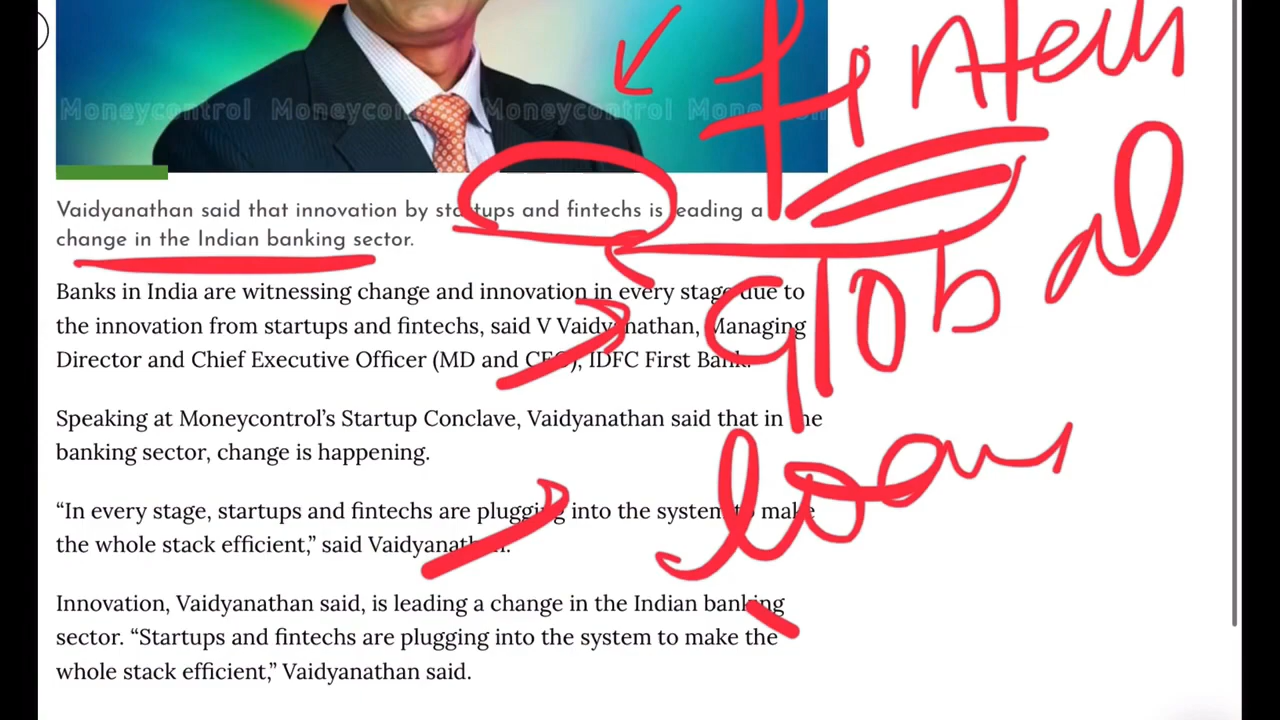 Moneycontrol Moneycontrol Moneycontrol Moneycontrol
fintech
Vaidyanathan said that innovation by startups and fintechs is leading a
change in the Indian banking sector.
Global
Banks in India are witnessing change and innovation in every stage due to
the innovation from startups and fintechs, said V Vaidyanathan, Managing
Director and Chief Executive Officer (MD and CEO), IDFC First Bank.
Speaking at Moneycontrol’s Startup Conclave, Vaidyanathan said that in the
banking sector, change is happening.
loan
“In every stage, startups and fintechs are plugging into the system to make
the whole stack efficient,” said Vaidyanathan.
Innovation, Vaidyanathan said, is leading a change in the Indian banking
sector. “Startups and fintechs are plugging into the system to make the
whole stack efficient,” Vaidyanathan said.